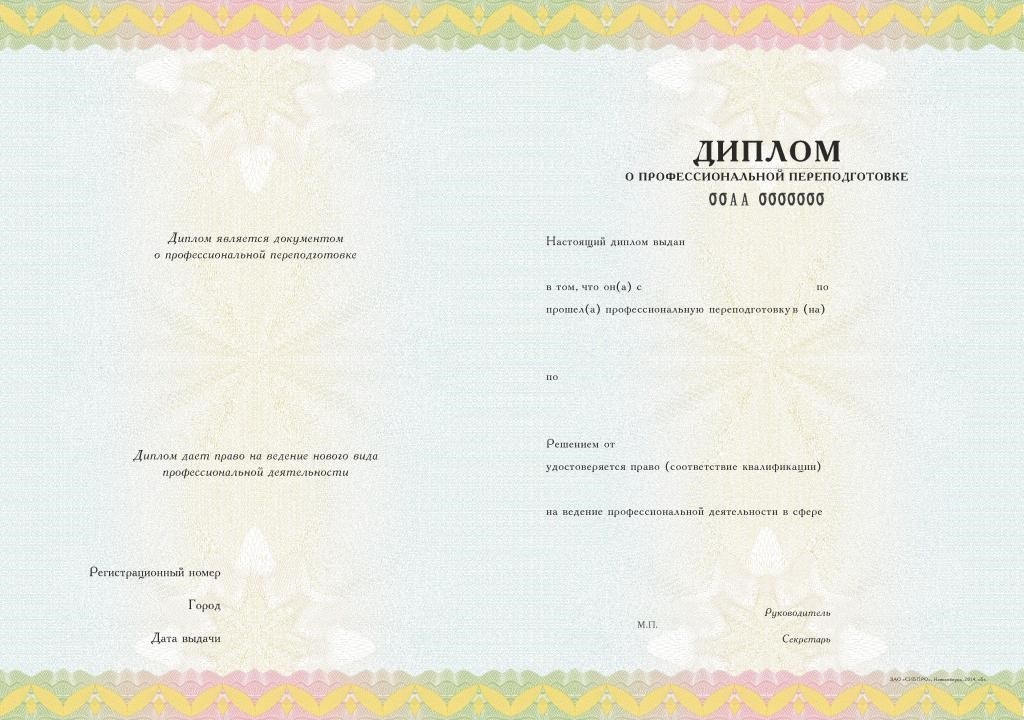 Диплом является документом
о профессиональной переподготовке
Диплом дает право на ведение нового вида
профессиональной деятельности
Регистрационный номер
Город
Дата выдачи
ДИПЛОМ
О ПРОФЕССИОНАЛЬНОЙ ПЕРЕПОДГОТОВКЕ
00АА 0000000
Настоящий диплом выдан
в том, что он(а) с по
прошел(а) профессиональную переподготовку в (на)
по
Решением от
удостоверяется право (соответствие квалификации)
на ведение профессиональной деятельности в сфере
Руководитель
М.П.
Секретарь
ЗАО «СИБПРО», Новосибирск, 2014,